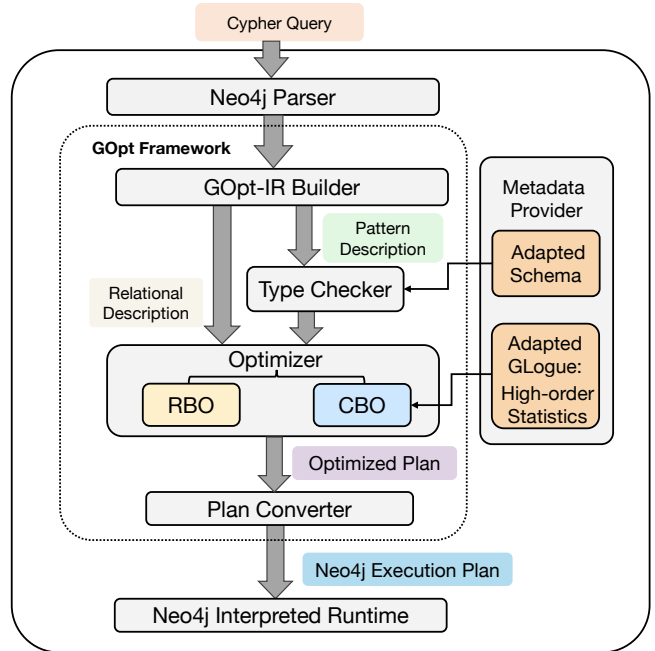 Cypher Query
Neo4j Parser
GOpt Framework
GOpt-IR Builder
Metadata
Provider
Pattern
Description
Adapted
Schema
Type Checker
Relational
Description
Optimizer
RBO
CBO
Adapted
GLogue:
High-order
Statistics
Optimized Plan
Plan Converter
Neo4j Execution Plan
Neo4j Interpreted Runtime